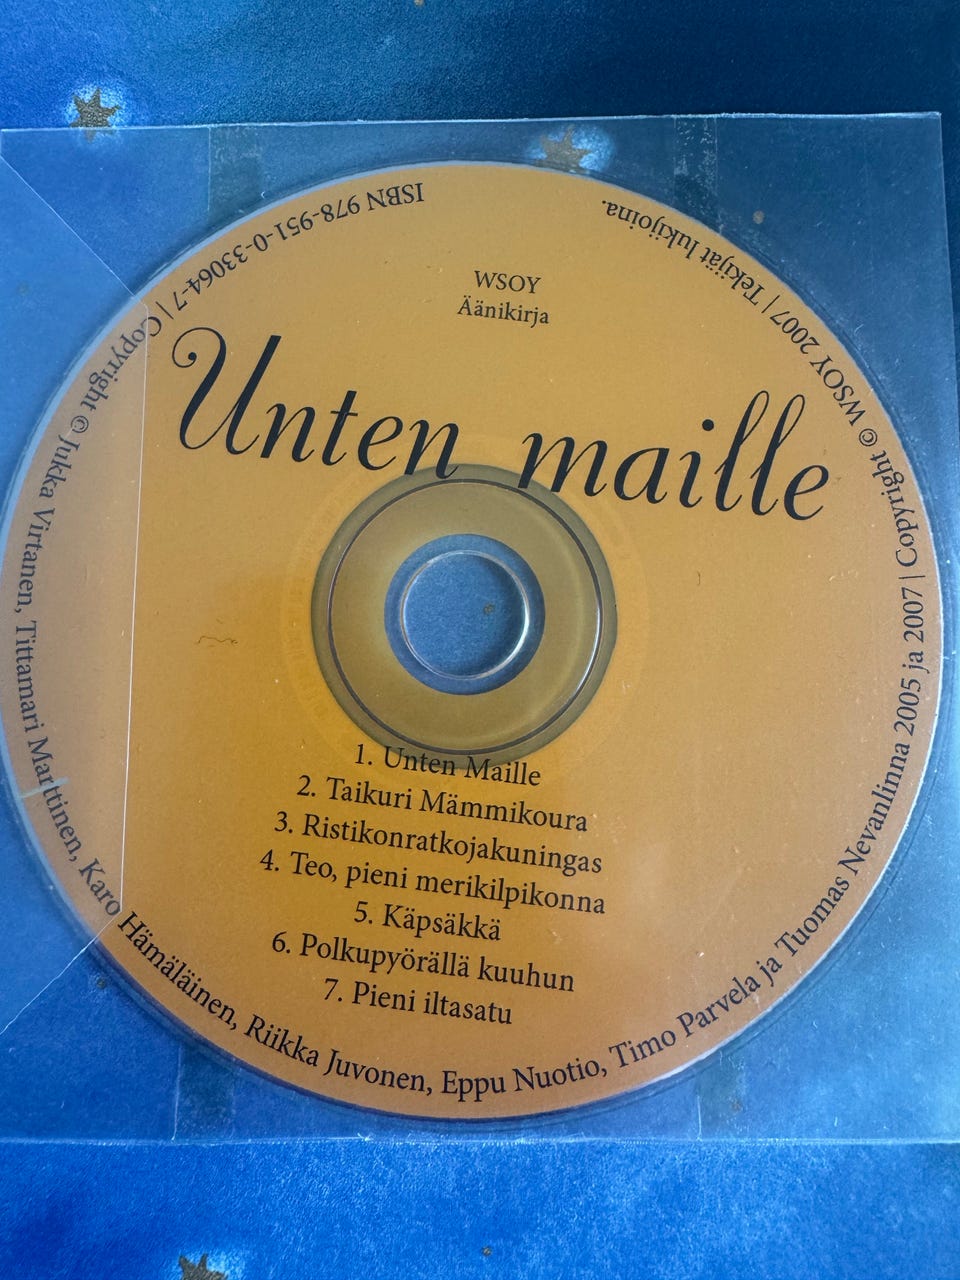 WSOY
Äänikirja
Unten maille
1. Unten Maille
2. Taikuri Mämmikoura
3. Ristikonratkojakuningas
4. Teo, pieni merikilpikonna
5. Käpsäkkä
6. Polkupyörällä kuuhun
7. Pieni iltasatu
ISBN 978-951-0-33064-7 | Copyright © Jukka Virtanen, Tittamari Marttinen, Karo Hämäläinen, Riikka Juvonen, Eppu Nuotio, Timo Parvela ja Tuomas Nevanlinna 2005 ja 2007 | Copyright © WSOY 2007 | Tekijät lukijoina.